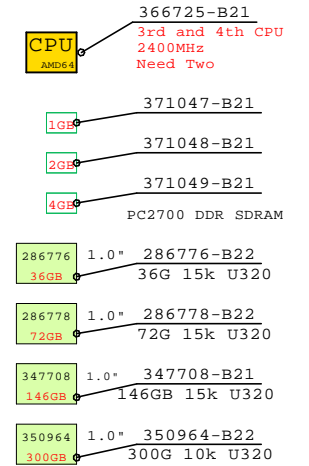 366725-B21
CPU
AMD64
3rd and 4th CPU
2400MHz
Need Two
371047-B21
1GB
371048-B21
2GB
371049-B21
4GB
PC2700 DDR SDRAM
286776 1.0" 286776-B22
36GB 36G 15k U320
286778 1.0" 286778-B22
72GB 72G 15k U320
347708 1.0" 347708-B21
146GB 146GB 15k U320
350964 1.0" 350964-B22
300GB 300G 10k U320